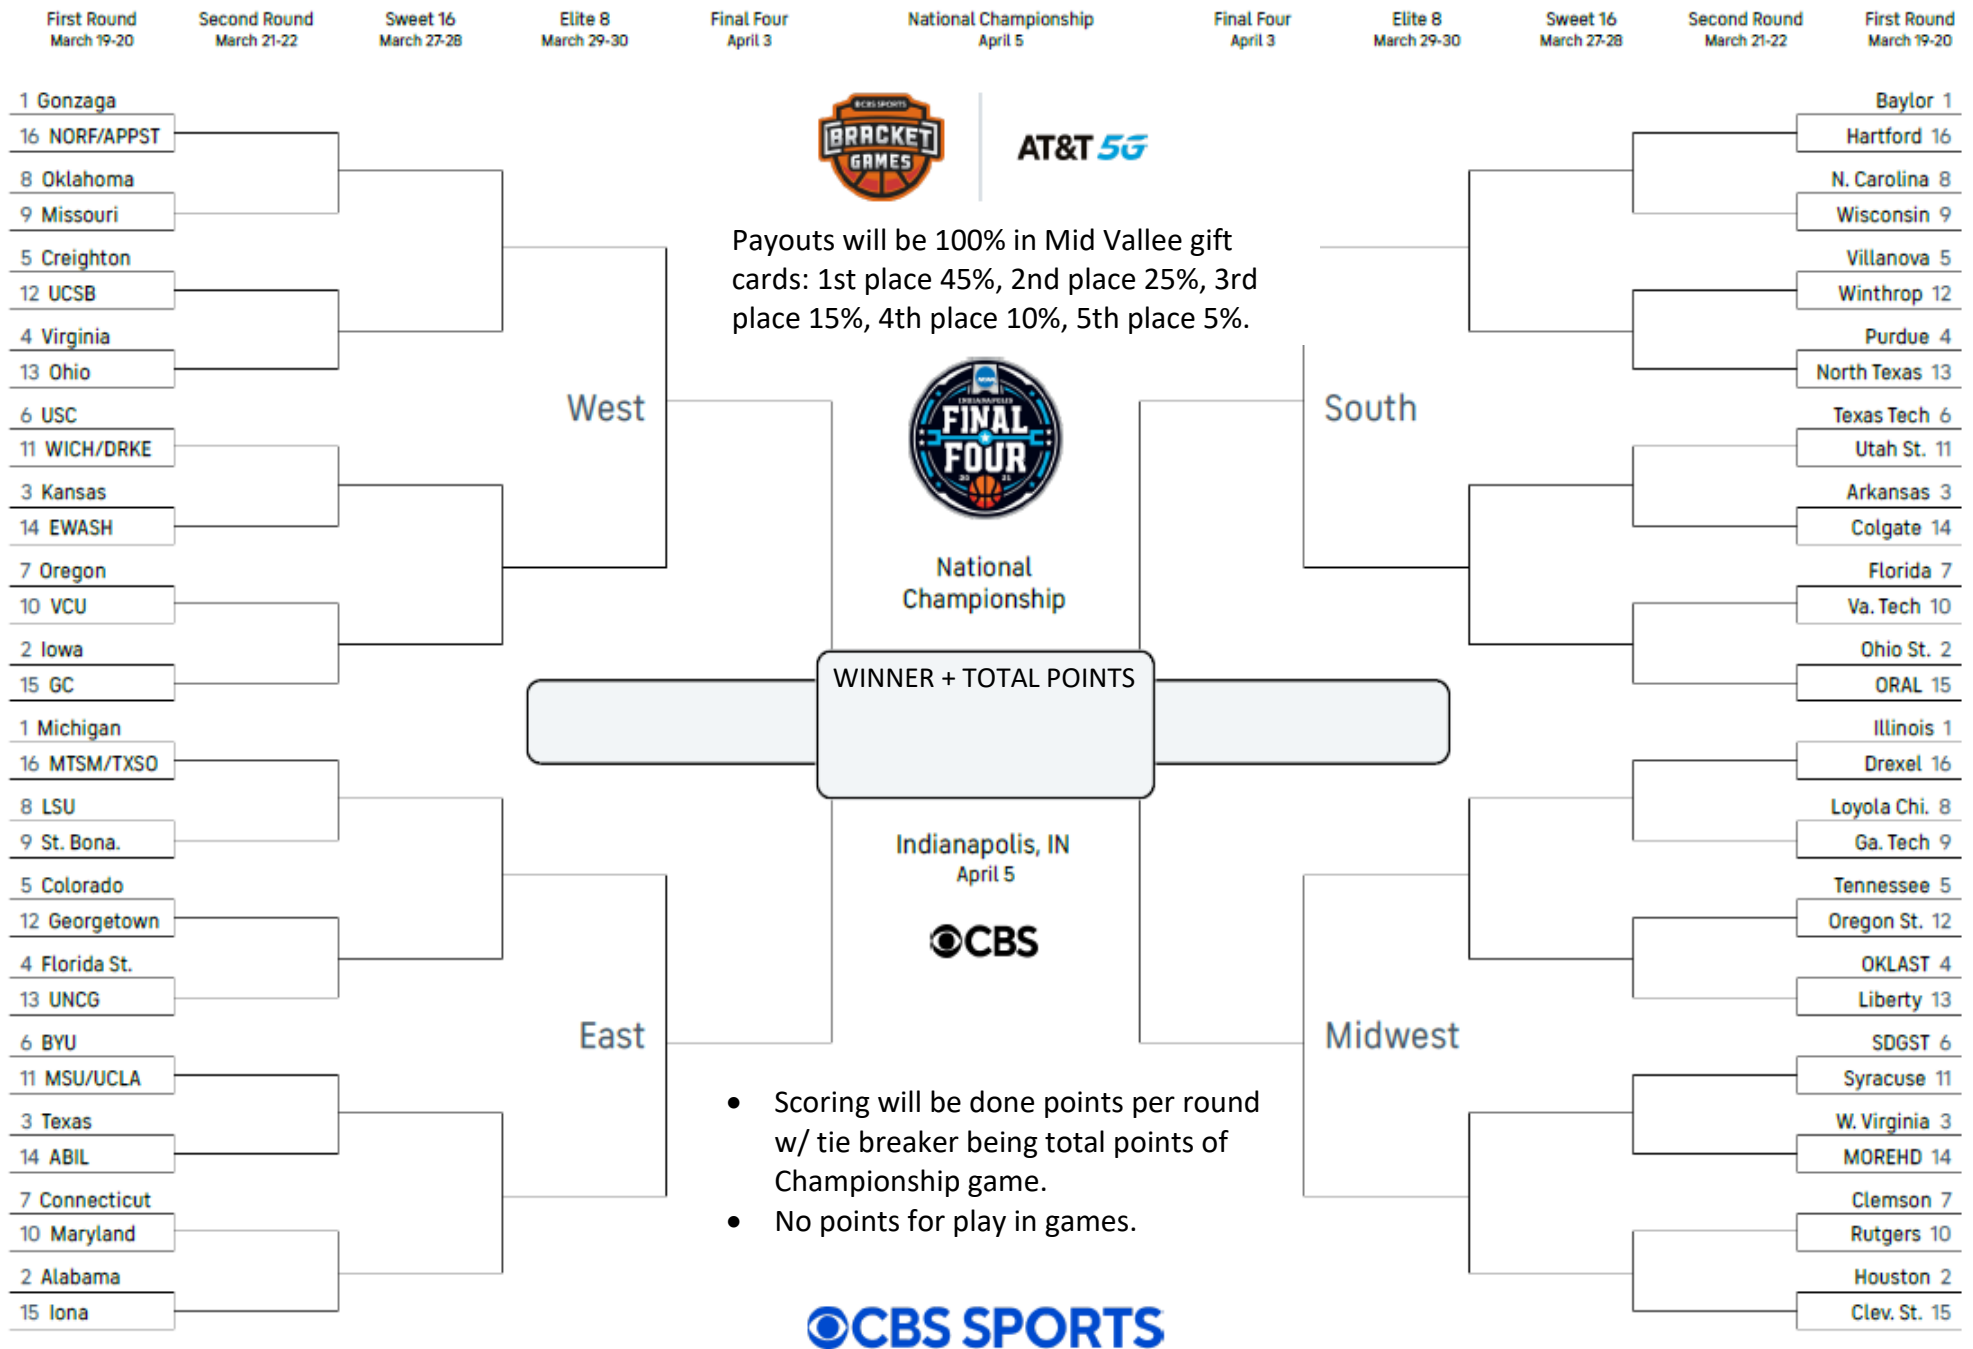 First Round
March 19-20
Second Round
March 21-22
Sweet 16
March 27-28
Elite 8
March 29-30
Final Four
April 3
National Championship
April 5
Final Four
April 3
Elite 8
March 29-30
Sweet 16
March 27-28
Second Round
March 21-22
First Round
March 19-20
1 Gonzaga
16 NORF/APPST
8 Oklahoma
9 Missouri
5 Creighton
12 UCSB
4 Virginia
13 Ohio
6 USC
11 WICH/DRKE
3 Kansas
14 EWASH
7 Oregon
10 VCU
2 Iowa
15 GC
West
1 Michigan
16 MTSM/TXSO
8 LSU
9 St. Bona.
5 Colorado
12 Georgetown
4 Florida St.
13 UNCG
6 BYU
11 MSU/UCLA
3 Texas
14 ABIL
7 Connecticut
10 Maryland
2 Alabama
15 Iona
East
CBS SPORTS
BRACKET
GAMES
AT&T 5G
Payouts will be 100% in Mid Vallee gift
cards: 1st place 45%, 2nd place 25%, 3rd
place 15%, 4th place 10%, 5th place 5%.
NCAA
INDIANAPOLIS
FINAL
FOUR
20 21
National
Championship
WINNER + TOTAL POINTS
Indianapolis, IN
April 5
CBS
• Scoring will be done points per round
w/ tie breaker being total points of
Championship game.
• No points for play in games.
CBS SPORTS
Baylor 1
Hartford 16
N. Carolina 8
Wisconsin 9
Villanova 5
Winthrop 12
Purdue 4
North Texas 13
Texas Tech 6
Utah St. 11
Arkansas 3
Colgate 14
Florida 7
Va. Tech 10
Ohio St. 2
ORAL 15
South
Illinois 1
Drexel 16
Loyola Chi. 8
Ga. Tech 9
Tennessee 5
Oregon St. 12
OKLAST 4
Liberty 13
SDGST 6
Syracuse 11
W. Virginia 3
MOREHD 14
Clemson 7
Rutgers 10
Houston 2
Clev. St. 15
Midwest